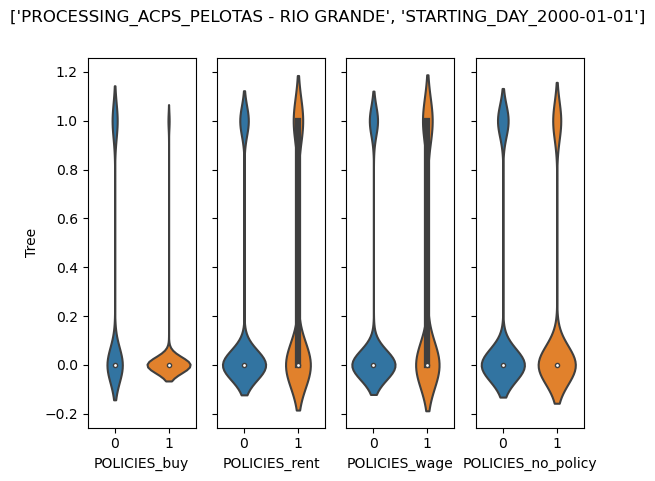 ['PROCESSING_ACPS_PELOTAS - RIO GRANDE', 'STARTING_DAY_2000-01-01']
Tree
1.2
1.0
0.8
0.6
0.4
0.2
0.0
−0.2
0 1 0 1 0 1 0 1
POLICIES_buy POLICIES_rent POLICIES_wage POLICIES_no_policy